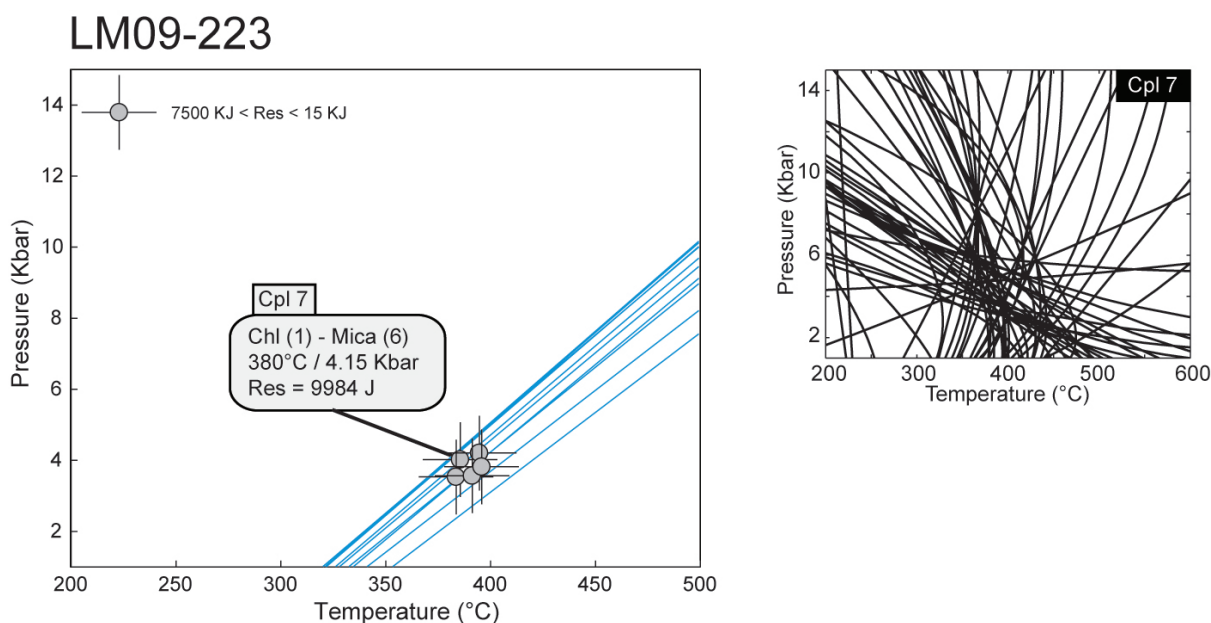 LM09-223
Pressure (Kbar)
14
12
10
8
6
4
2
7500 KJ < Res < 15 KJ
Cpl 7
Chl (1) - Mica (6)
380°C / 4.15 Kbar
Res = 9984 J
200
250
300
350
400
450
500
Temperature (°C)
Pressure (Kbar)
14
10
6
2
Cpl 7
200
300
400
500
600
Temperature (°C)